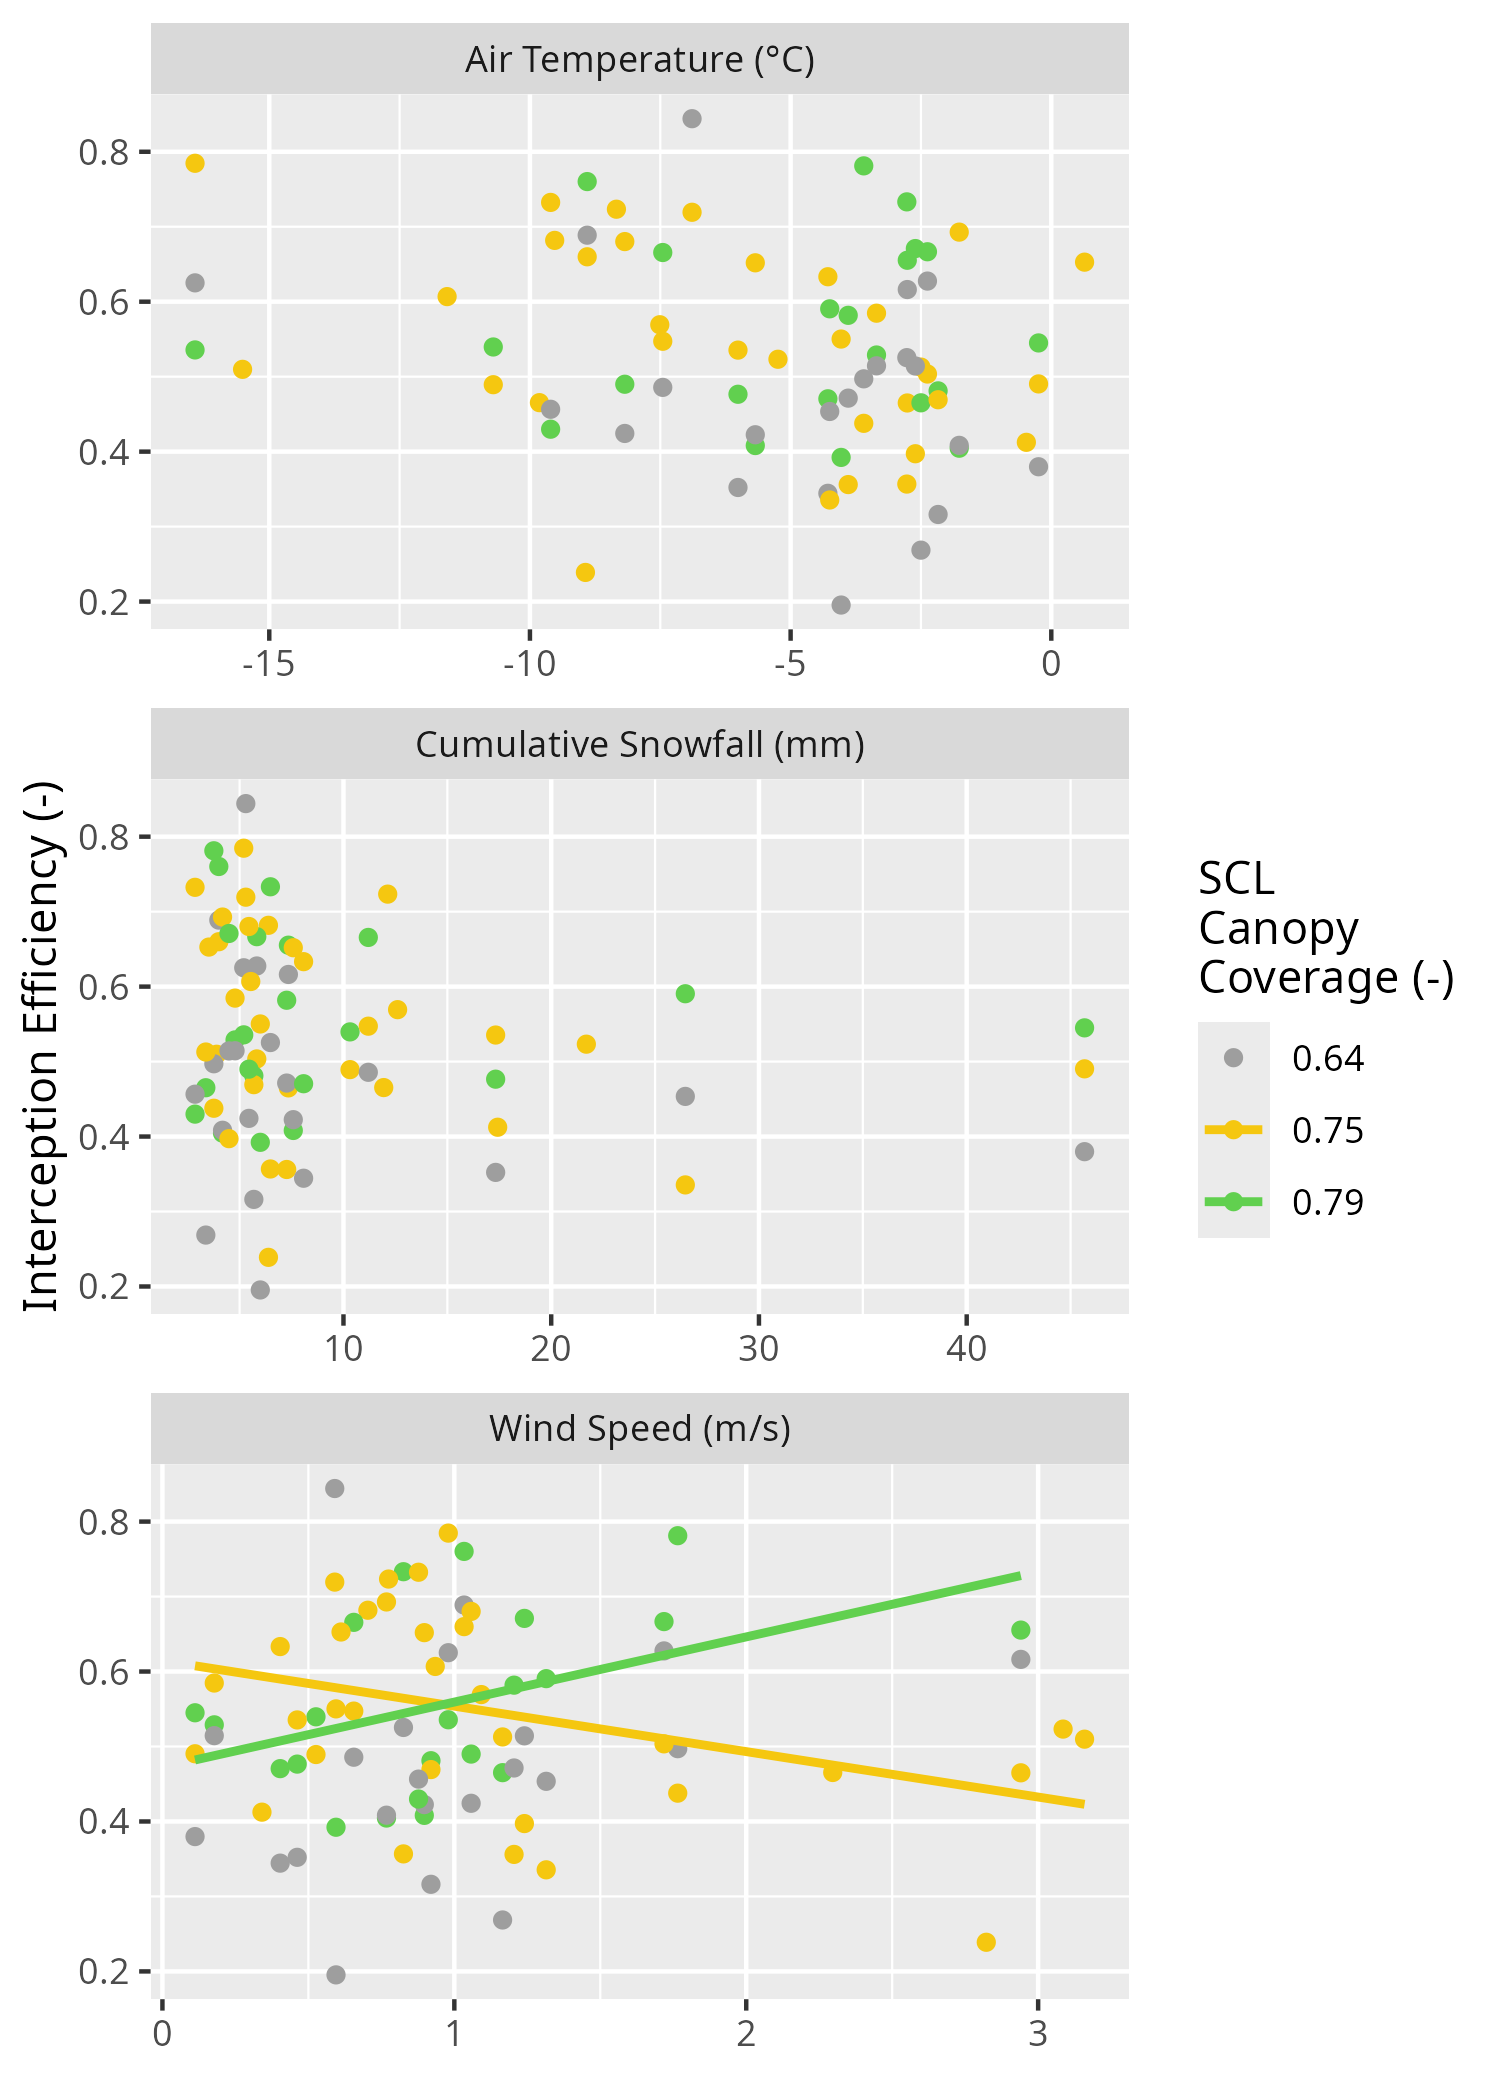 Air Temperature (°C)
0.8
0.6
0.4
0.2
-15 -10 -5 0
Cumulative Snowfall (mm)
Interception Efficiency (-)
0.8
0.6
0.4
0.2
10 20 30 40
Wind Speed (m/s)
0.8
0.6
0.4
0.2
0 1 2 3
SCL
Canopy
Coverage (-)
0.64
0.75
0.79